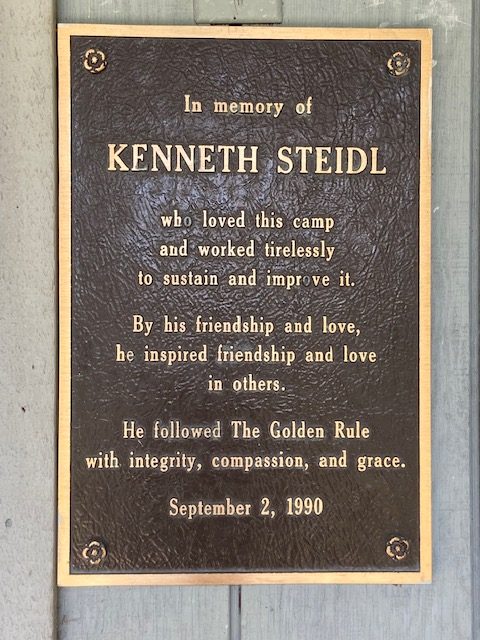 In memory of
KENNETH STEIDL
who loved this camp
and worked tirelessly
to sustain and improve it.
By his friendship and love,
he inspired friendship and love
in others.
He followed The Golden Rule
with integrity, compassion, and grace.
September 2, 1990